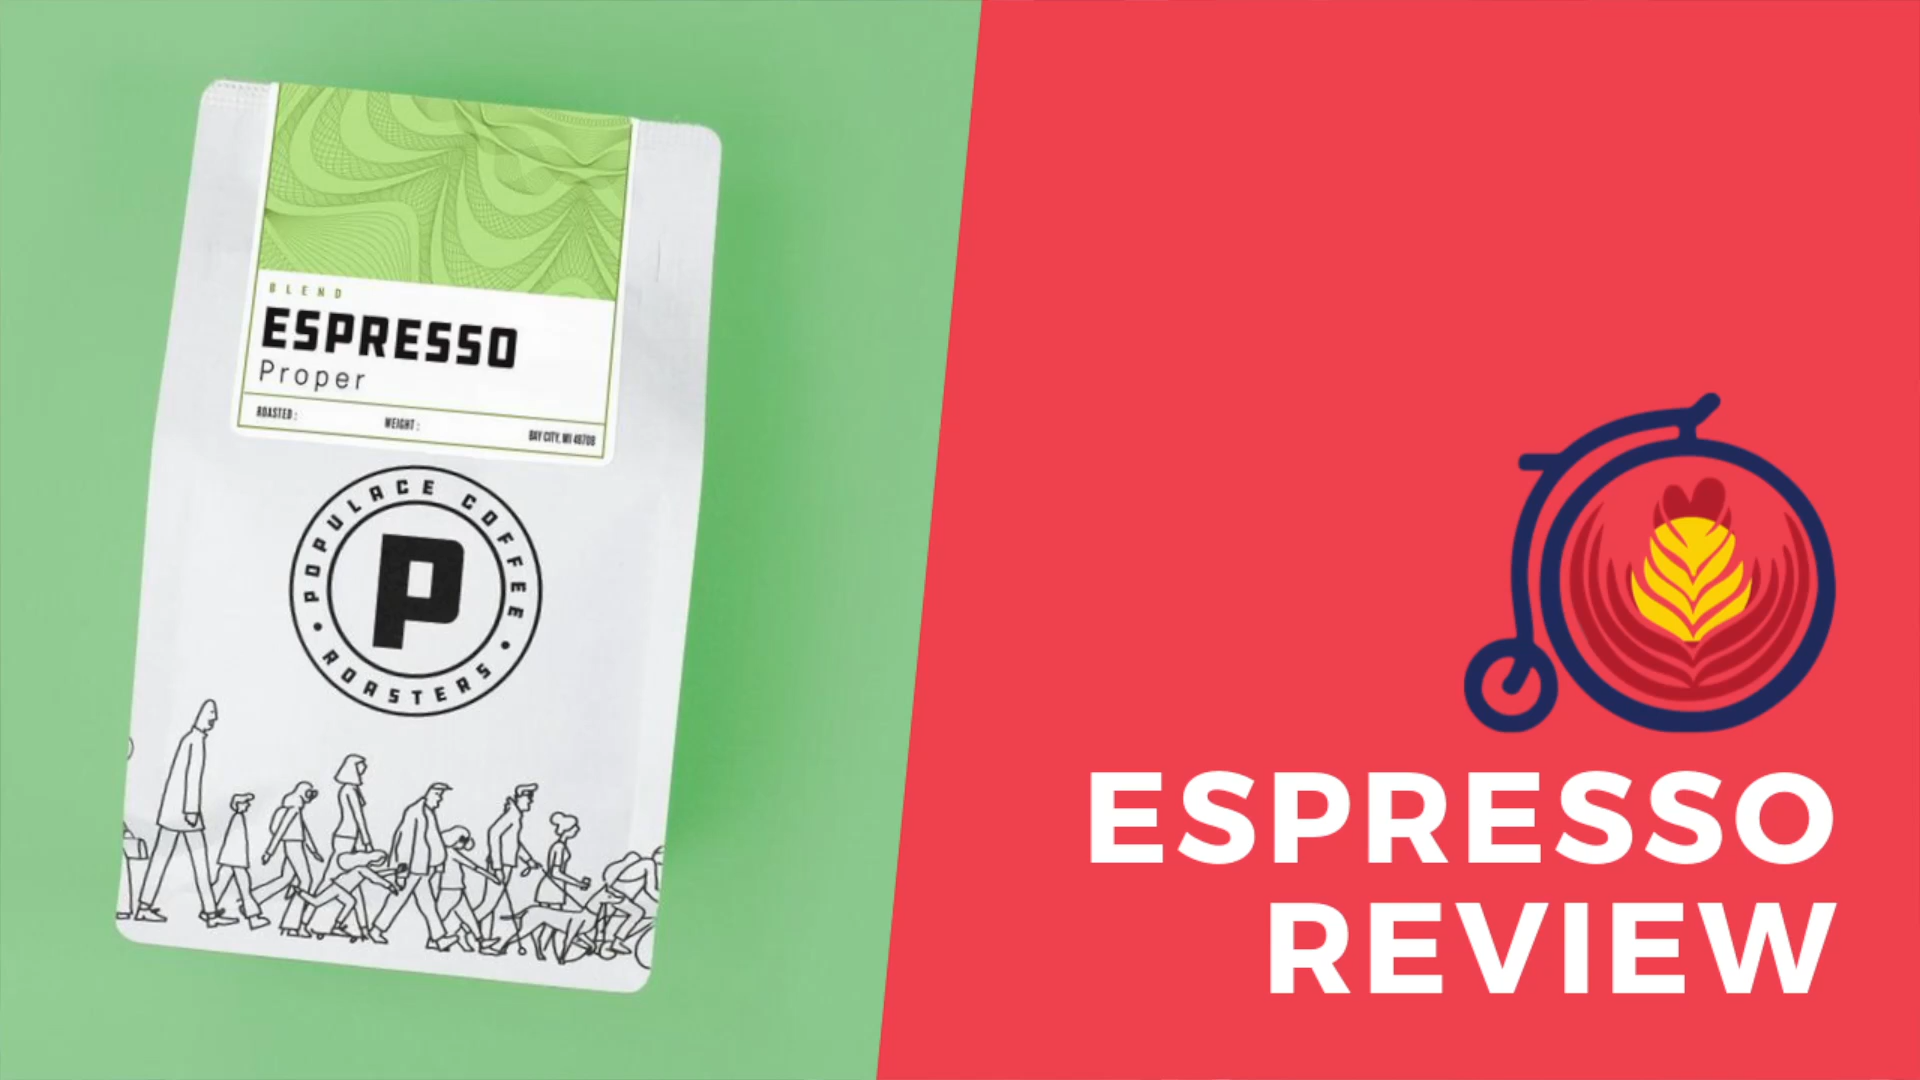 BLEND
ESPRESSO
Proper
ROASTED :
WEIGHT :
BAY CITY, MI 48708
POPULACE COFFEE
P
• ROASTERS •
ESPRESSO
REVIEW